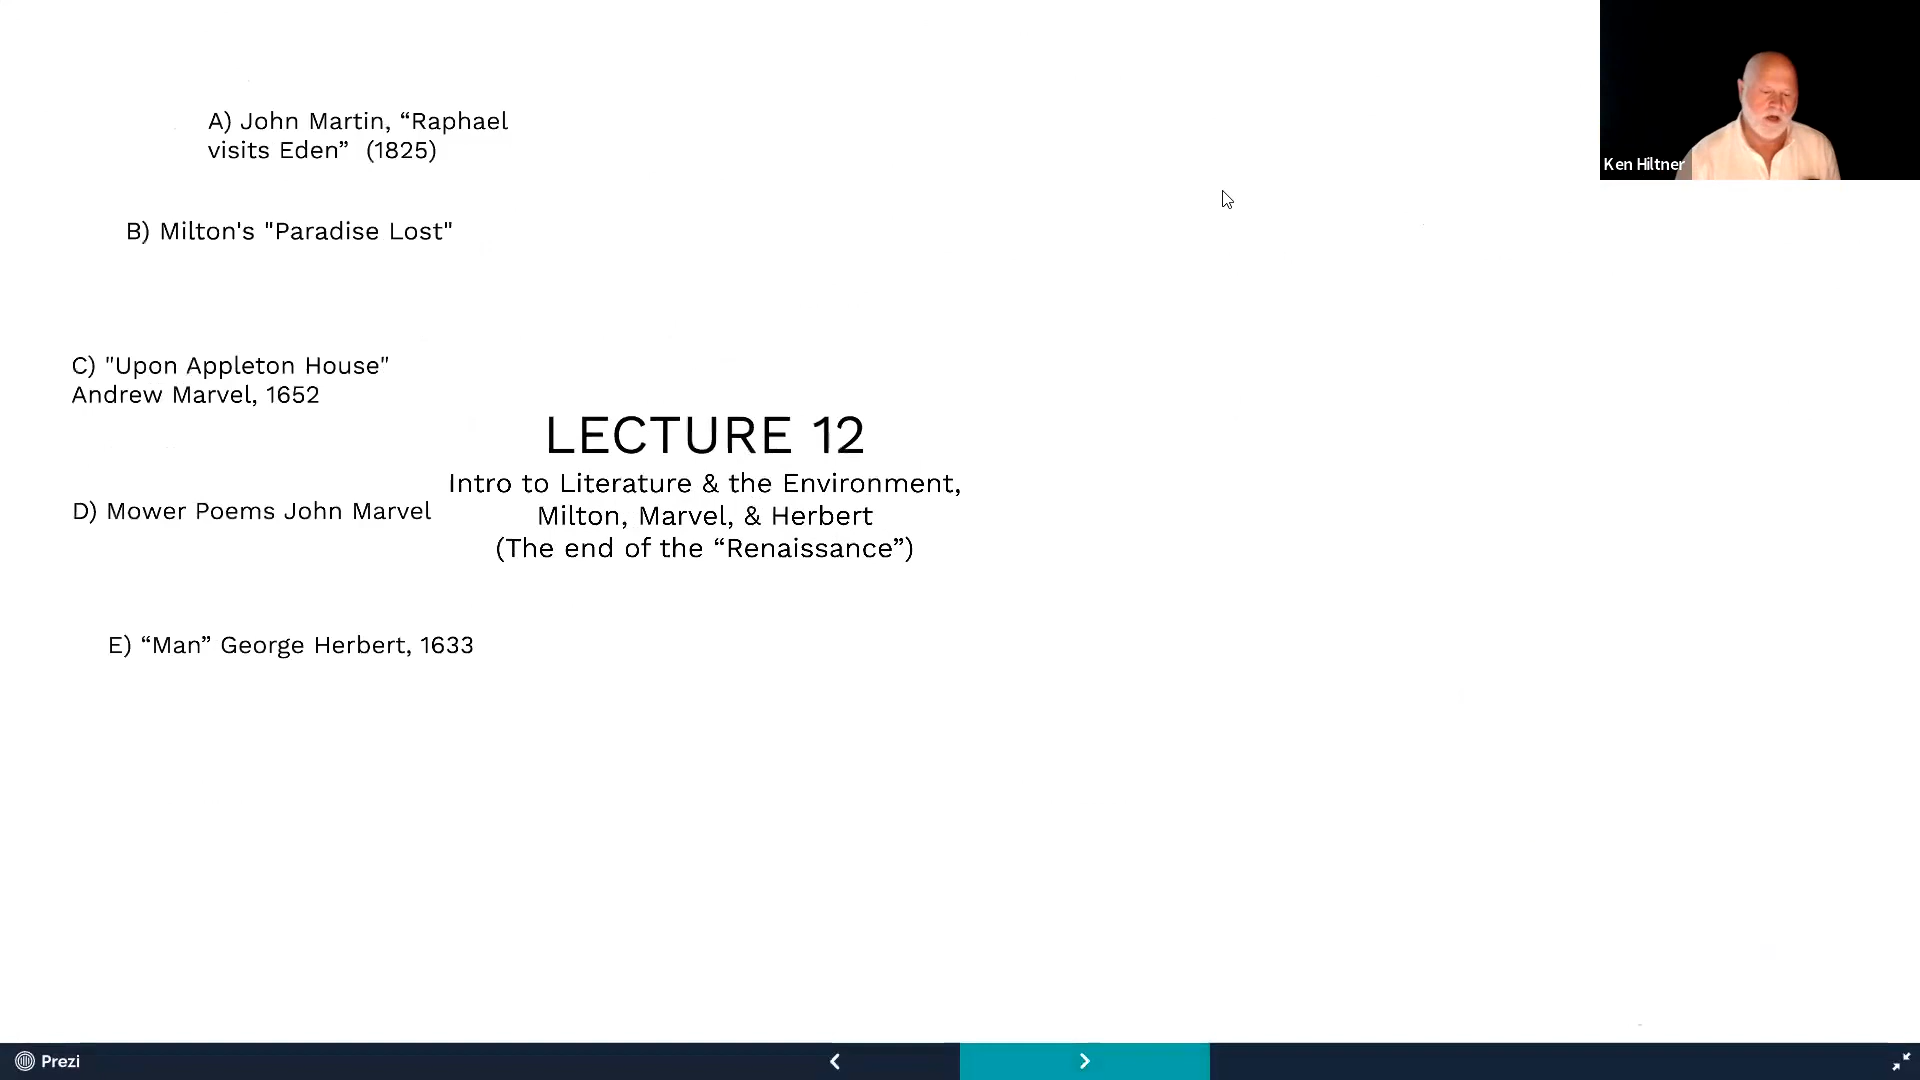 A) John Martin, “Raphael
visits Eden” (1825)
B) Milton's "Paradise Lost"
C) "Upon Appleton House"
Andrew Marvel, 1652
LECTURE 12
Intro to Literature & the Environment,
Milton, Marvel, & Herbert
(The end of the “Renaissance”)
D) Mower Poems John Marvel
E) “Man” George Herbert, 1633
Ken Hiltner
Prezi